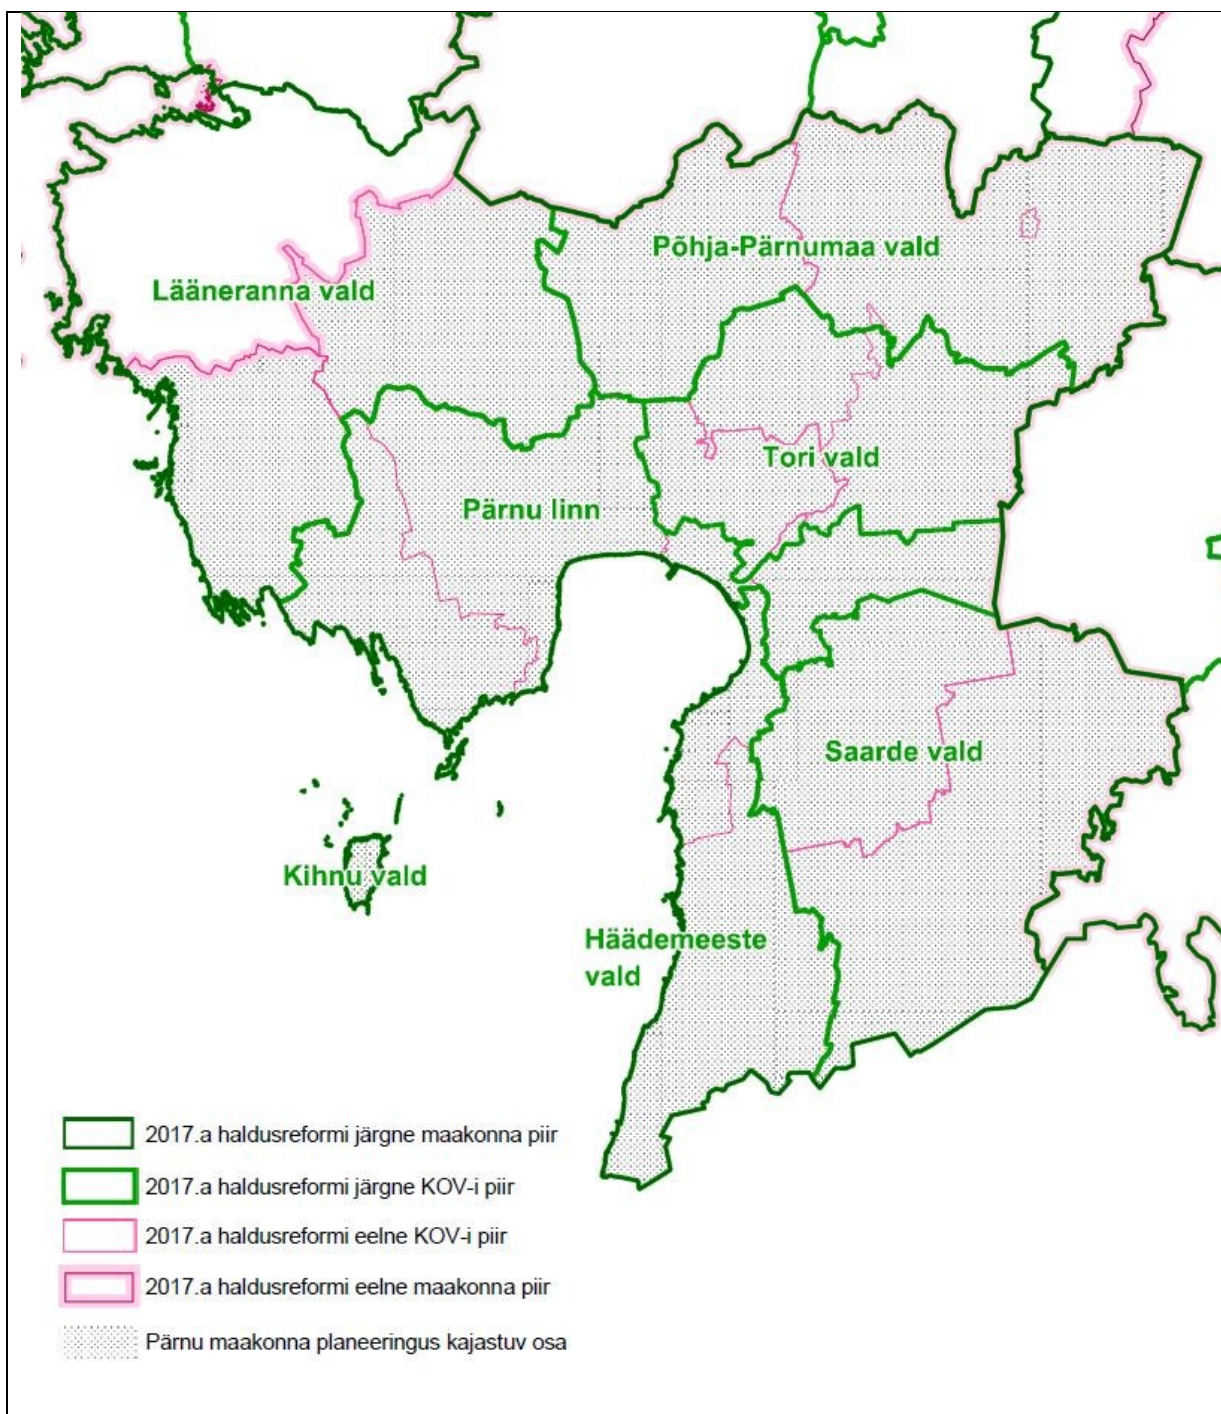 Põhja-Pärnumaa vald
Lääneranna vald
Tori vald
Pärnu linn
Saarde vald
Kihnu vald
Häädemeeste
vald
2017.a haldusreformi järgne maakonna piir
2017.a haldusreformi järgne KOV-i piir
2017.a haldusreformi eelne KOV-i piir
2017.a haldusreformi eelne maakonna piir
Pärnu maakonna planeeringus kajastuv osa